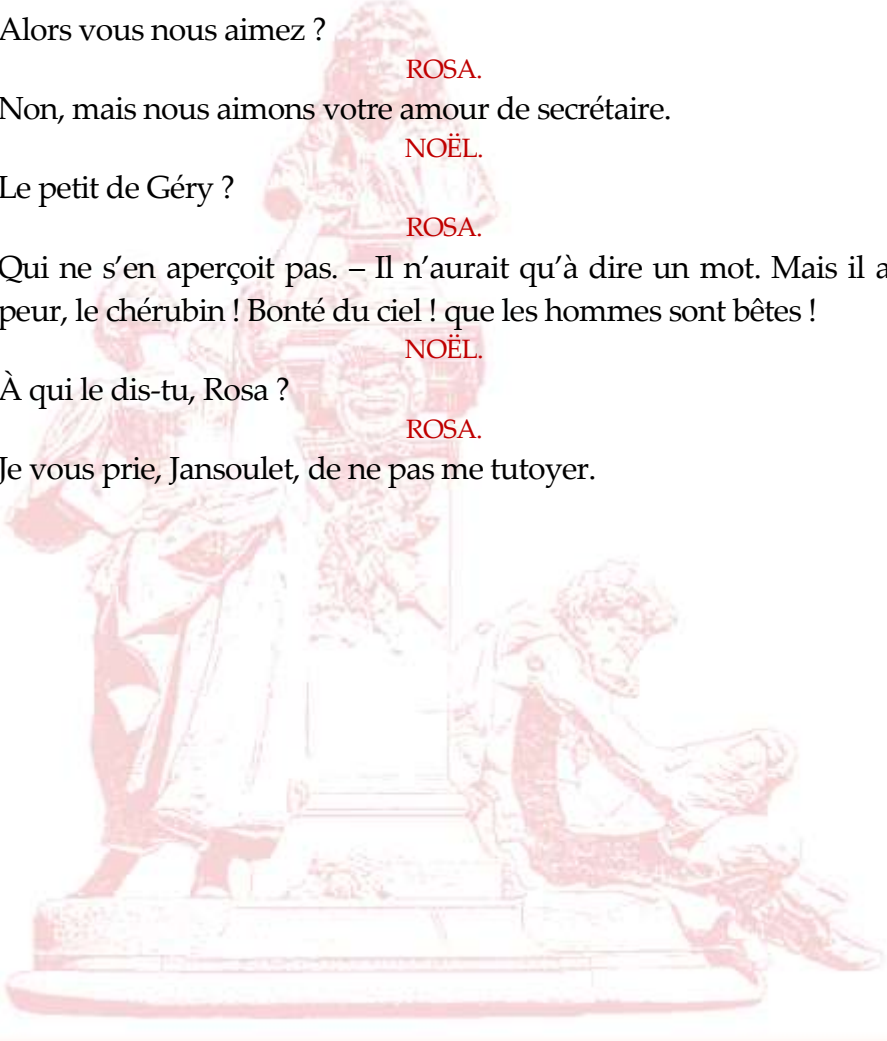 Alors vous nous aimez ?
ROSA.
Non, mais nous aimons votre amour de secrétaire.
NOËL.
Le petit de Géry ?
ROSA.
Qui ne s’en aperçoit pas. – Il n’aurait qu’à dire un mot. Mais il a
peur, le chérubin ! Bonté du ciel ! que les hommes sont bêtes !
NOËL.
À qui le dis-tu, Rosa ?
ROSA.
Je vous prie, Jansoulet, de ne pas me tutoyer.